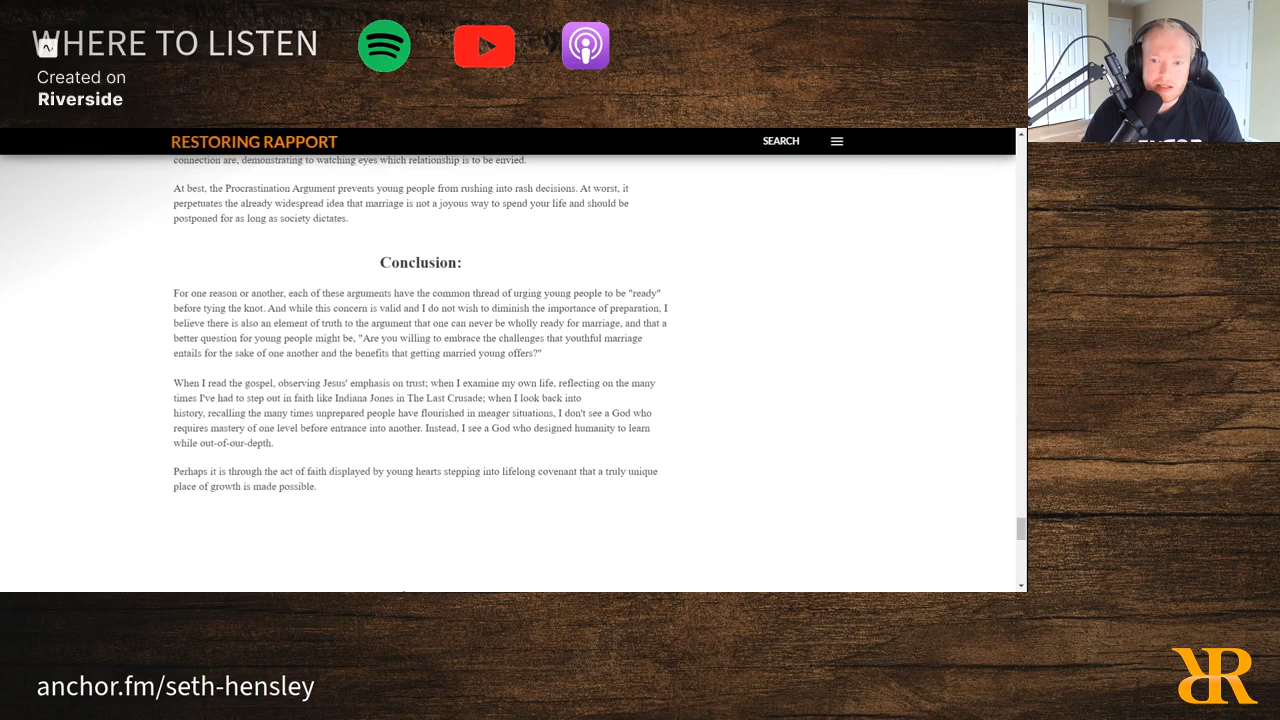 WHERE TO LISTEN
Created on
Riverside
RESTORING RAPPORT
SEARCH
connection are, demonstrating to watching eyes which relationship is to be envied.
At best, the Procrastination Argument prevents young people from rushing into rash decisions. At worst, it
perpetuates the already widespread idea that marriage is not a joyous way to spend your life and should be
postponed for as long as society dictates.
Conclusion:
For one reason or another, each of these arguments have the common thread of urging young people to be "ready"
before tying the knot. And while this concern is valid and I do not wish to diminish the importance of preparation, I
believe there is also an element of truth to the argument that one can never be wholly ready for marriage, and that a
better question for young people might be, "Are you willing to embrace the challenges that youthful marriage
entails for the sake of one another and the benefits that getting married young offers?"
When I read the gospel, observing Jesus' emphasis on trust; when I examine my own life, reflecting on the many
times I've had to step out in faith like Indiana Jones in The Last Crusade; when I look back into
history, recalling the many times unprepared people have flourished in meager situations, I don't see a God who
requires mastery of one level before entrance into another. Instead, I see a God who designed humanity to learn
while out-of-our-depth.
Perhaps it is through the act of faith displayed by young hearts stepping into lifelong covenant that a truly unique
place of growth is made possible.
anchor.fm/seth-hensley
RR